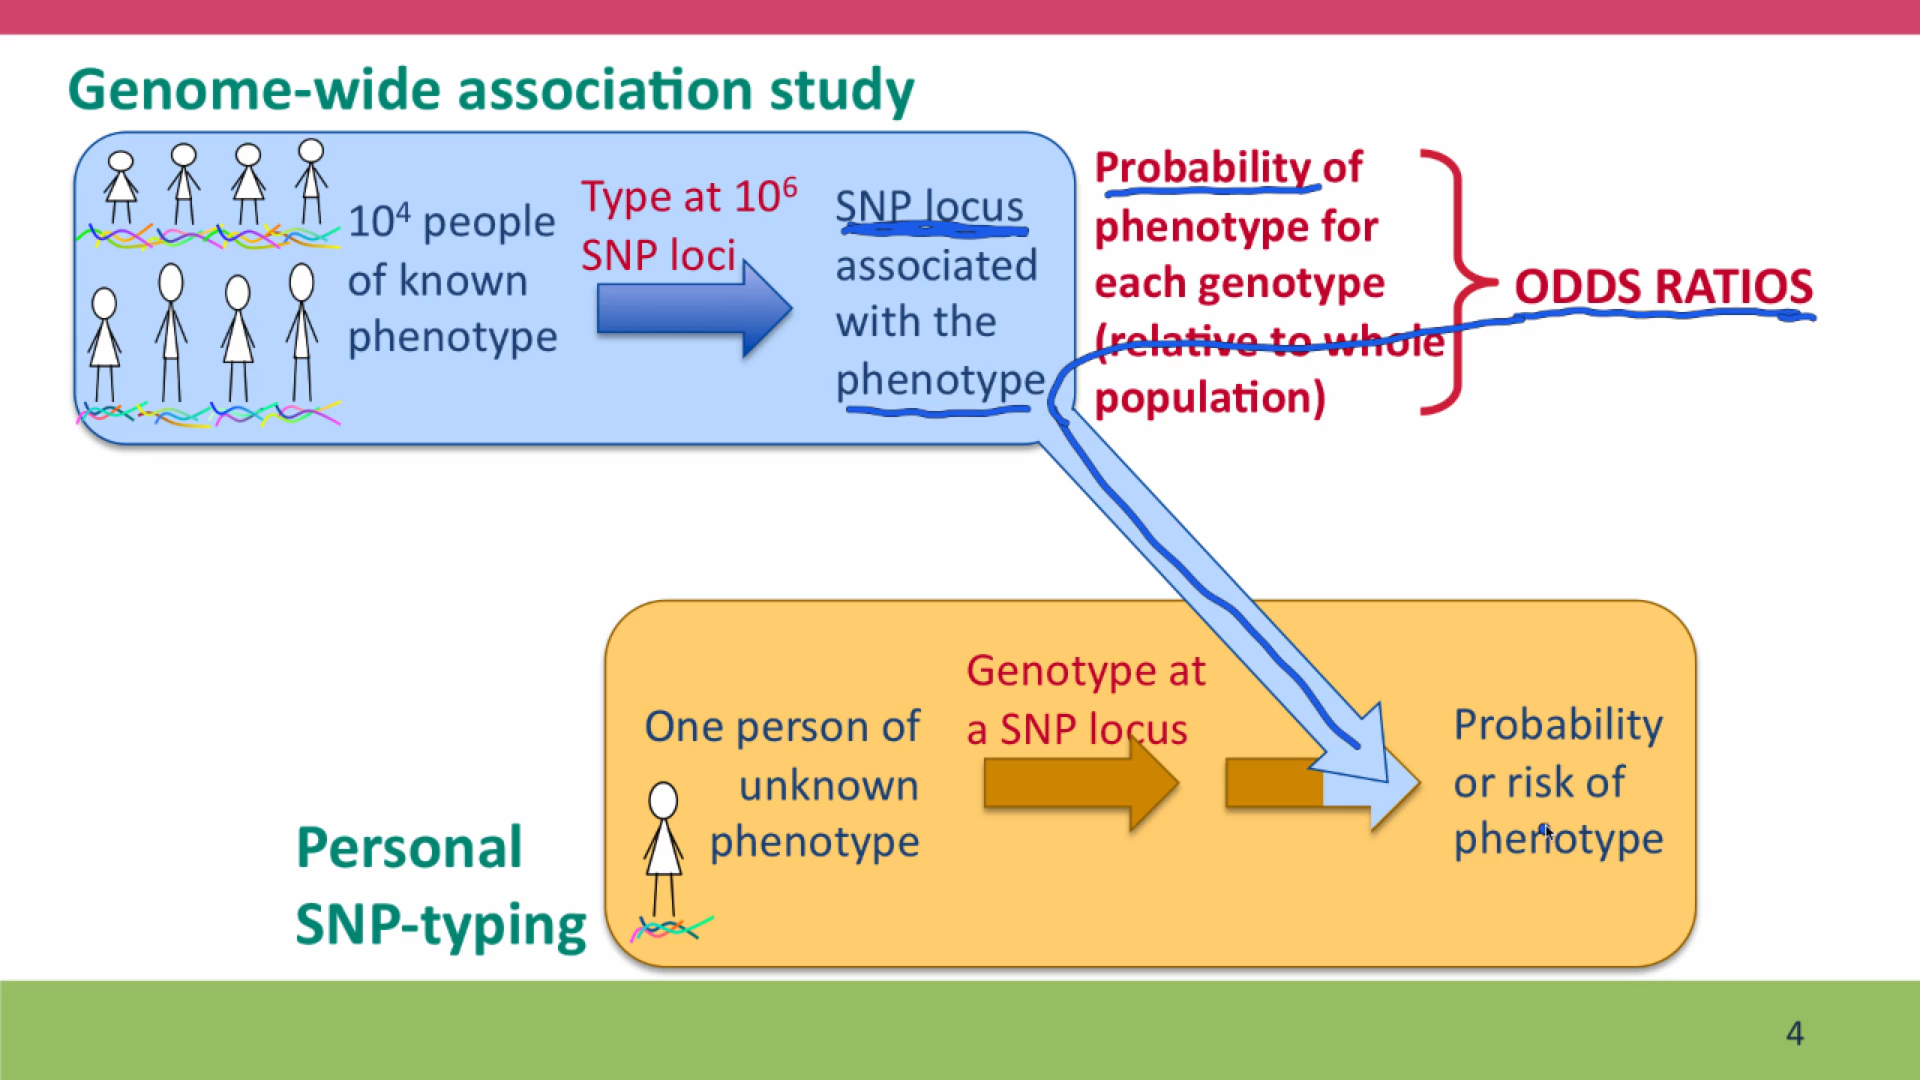 Genome-wide association study
10⁴ people
of known
phenotype
Type at 10⁶
SNP loci
SNP locus
associated
with the
phenotype
Probability of
phenotype for
each genotype
(relative to whole
population)
ODDS RATIOS
Personal
SNP-typing
One person of
unknown
phenotype
Genotype at
a SNP locus
Probability
or risk of
phenotype
4